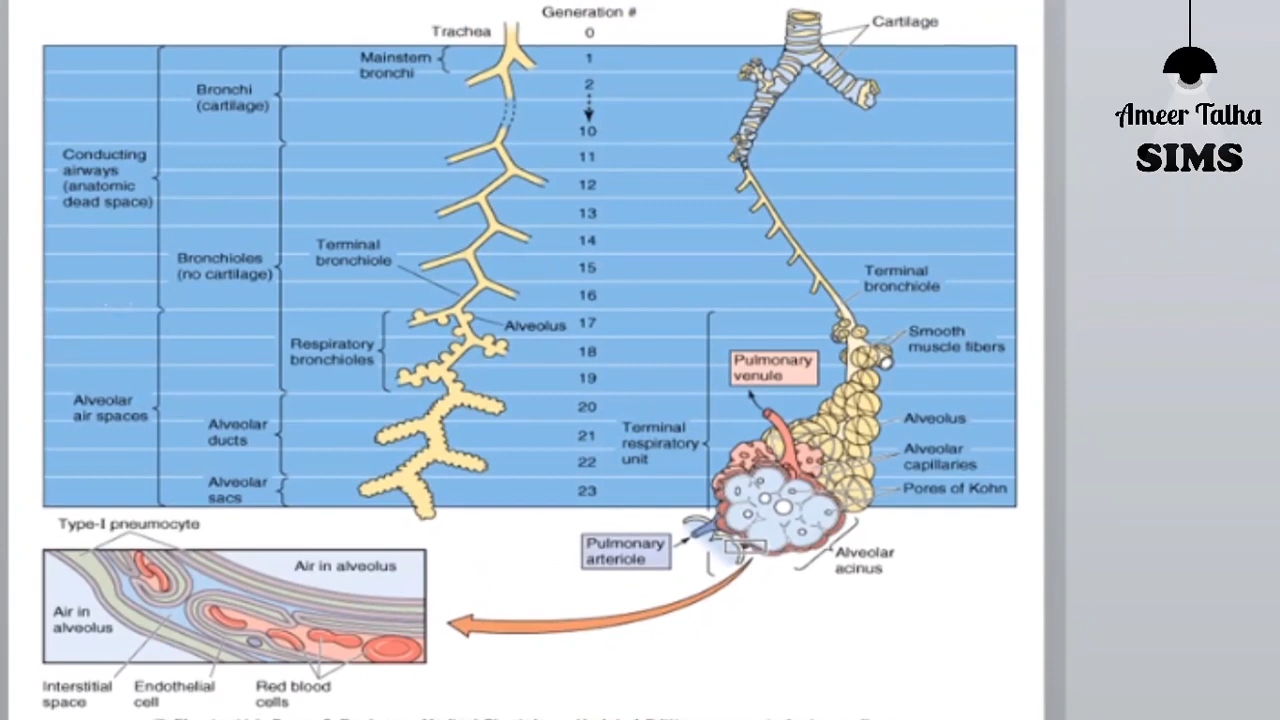 Generation #
Trachea
0
Cartilage
Mainstem
bronchi
1
2
10
11
12
13
14
15
16
17
18
19
20
21
22
23
Bronchi
(cartilage)
Conducting
airways
(anatomic
dead space)
Bronchioles
(no cartilage)
Terminal
bronchiole
Alveolus
Respiratory
bronchioles
Alveolar
air spaces
Alveolar
ducts
Alveolar
sacs
Terminal
bronchiole
Smooth
muscle fibers
Pulmonary
venule
Terminal
respiratory
unit
Alveolus
Alveolar
capillaries
Pores of Kohn
Pulmonary
arteriole
Alveolar
acinus
Type-I pneumocyte
Air in alveolus
Air in
alveolus
Interstitial
space
Endothelial
cell
Red blood
cells
Ameer Talha
SIMS